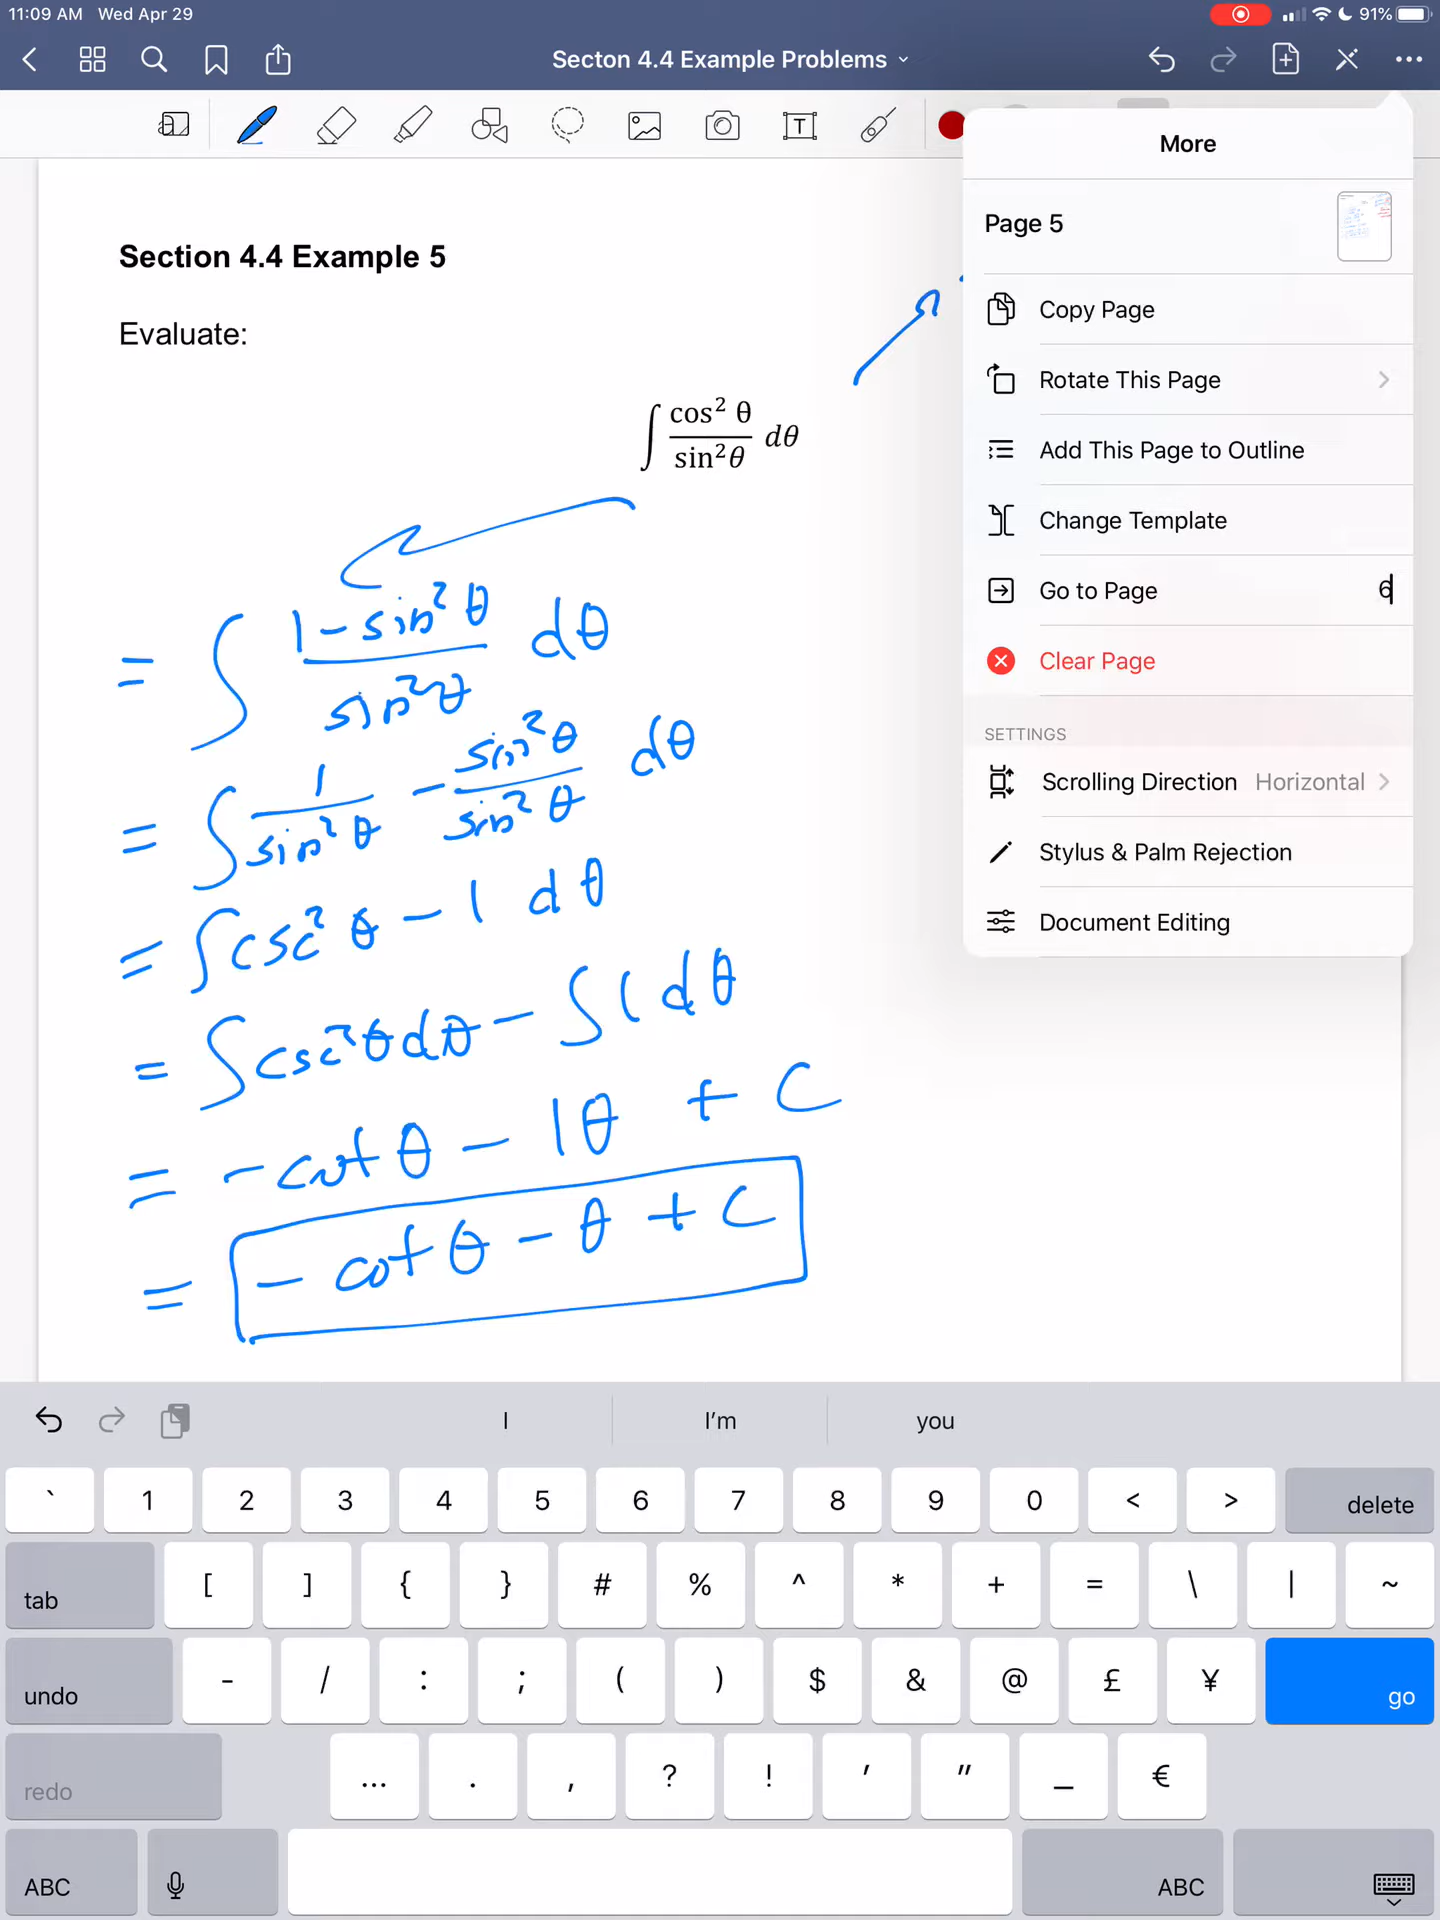 11:09 AM Wed Apr 29
91%
Secton 4.4 Example Problems
T
More
Page 5
Copy Page
Rotate This Page
Add This Page to Outline
Change Template
Go to Page 6
Clear Page
SETTINGS
Scrolling Direction Horizontal
Stylus & Palm Rejection
Document Editing
Section 4.4 Example 5
Evaluate:
∫ cos² θ / sin²θ dθ
= ∫ 1 - sin² θ / sin² θ dθ
= ∫ 1 / sin² θ - sin² θ / sin² θ dθ
= ∫ csc² θ - 1 dθ
= ∫ csc² θ dθ - ∫ 1 dθ
= - cot θ - 1θ + C
= - cot θ - θ + C
I I'm you
` 1 2 3 4 5 6 7 8 9 0 < > delete
tab [ ] { } # % ^ * + = \ | ~
undo - / : ; ( ) $ & @ £ ¥ go
redo ... . , ? ! ' " _ €
ABC ABC